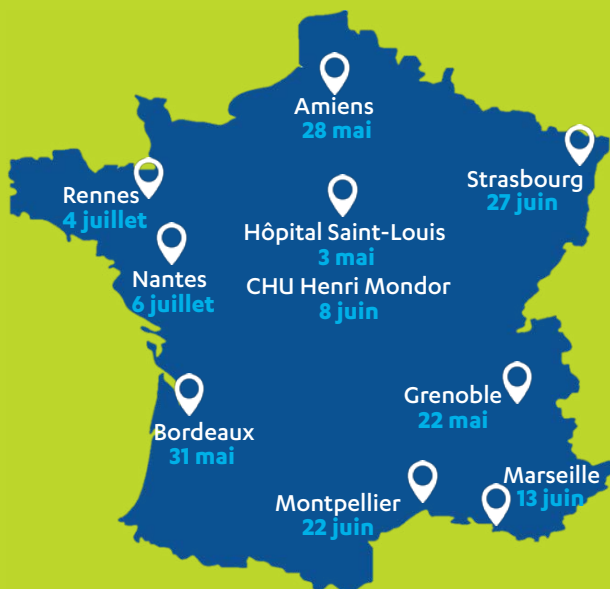 Amiens
28 mai
Strasbourg
27 juin
Rennes
4 juillet
Hôpital Saint-Louis
3 mai
CHU Henri Mondor
8 juin
Nantes
6 juillet
Grenoble
22 mai
Bordeaux
31 mai
Marseille
13 juin
Montpellier
22 juin